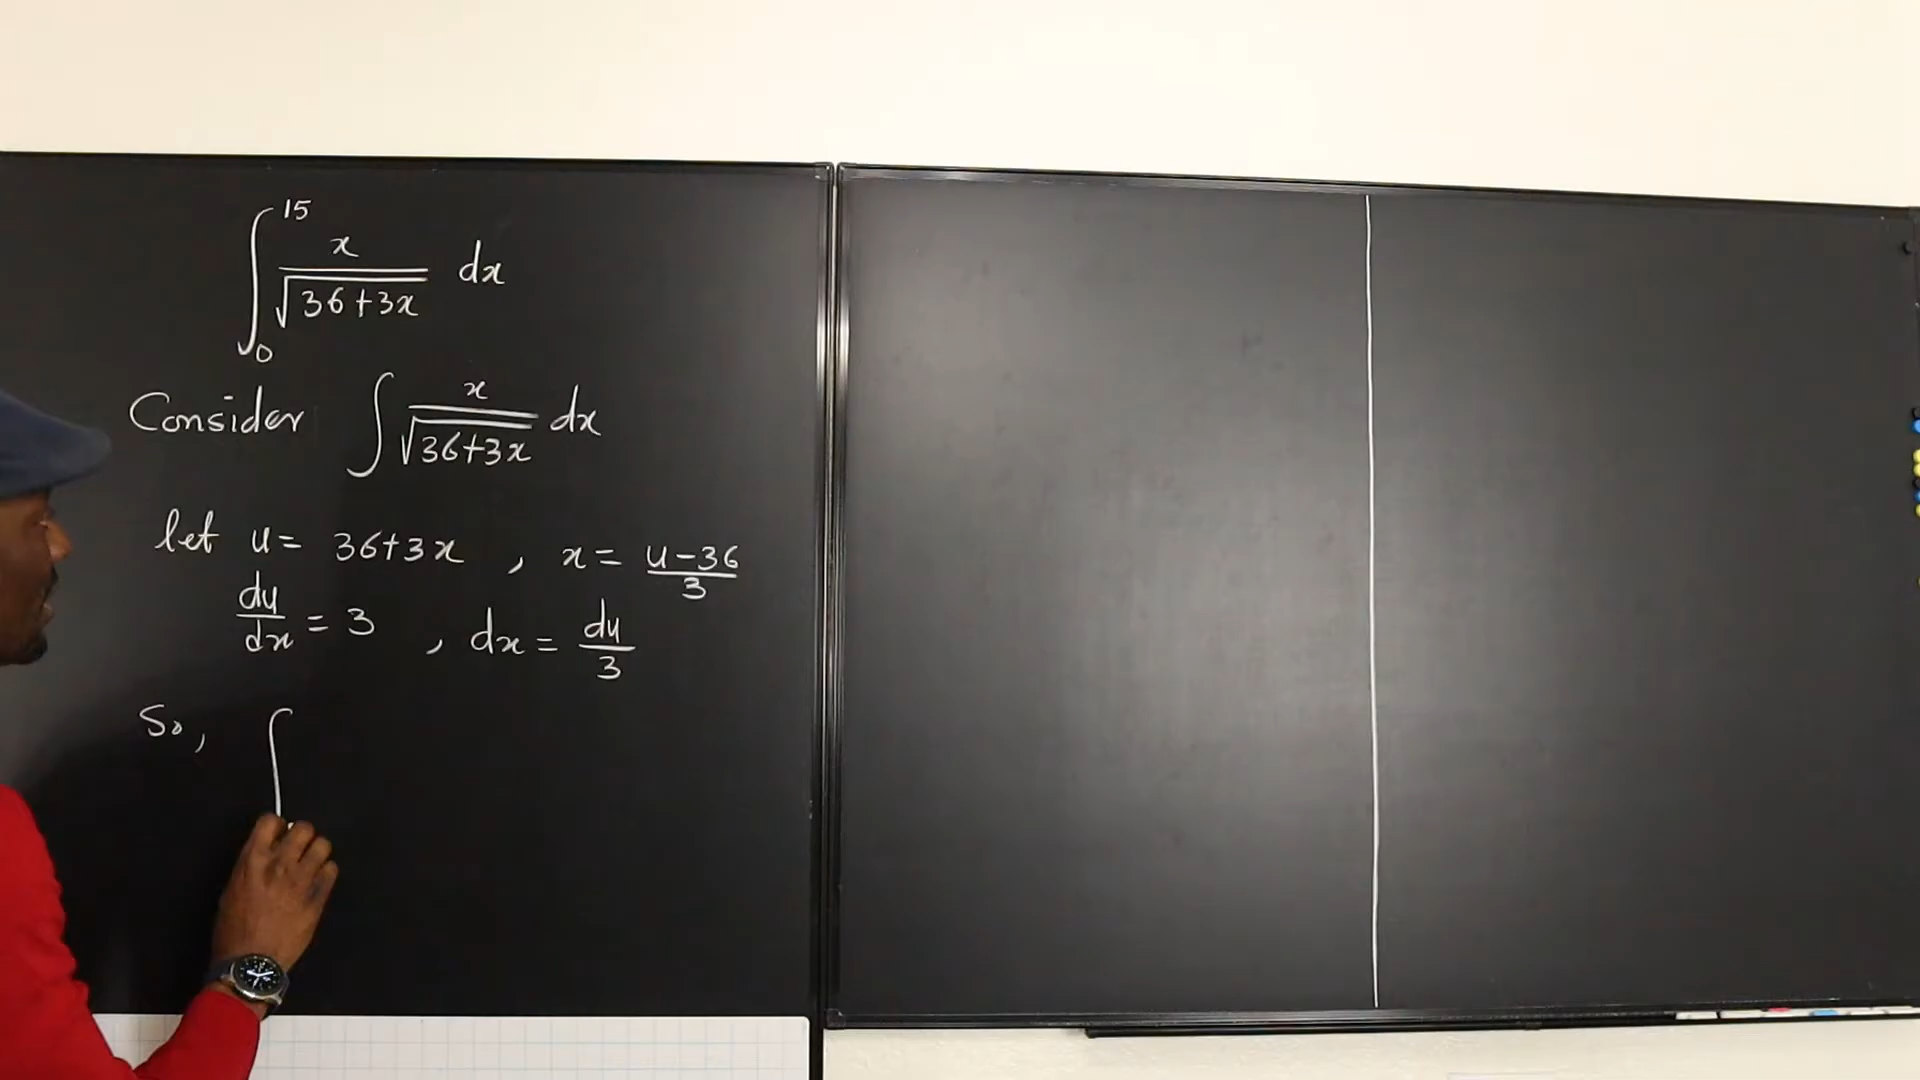 ∫₀¹⁵ x/√(36+3x) dx
Consider ∫ x/√(36+3x) dx
let u = 36+3x , x = (u-36)/3
du/dx = 3 , dx = du/3
So, ∫